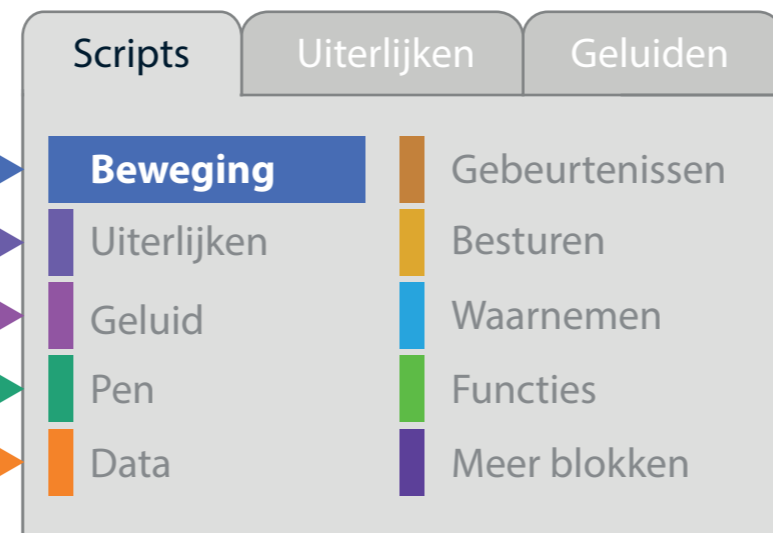 Scripts Uiterlijken Geluiden
Beweging
Uiterlijken
Geluid
Pen
Data
Gebeurtenissen
Besturen
Waarnemen
Functies
Meer blokken